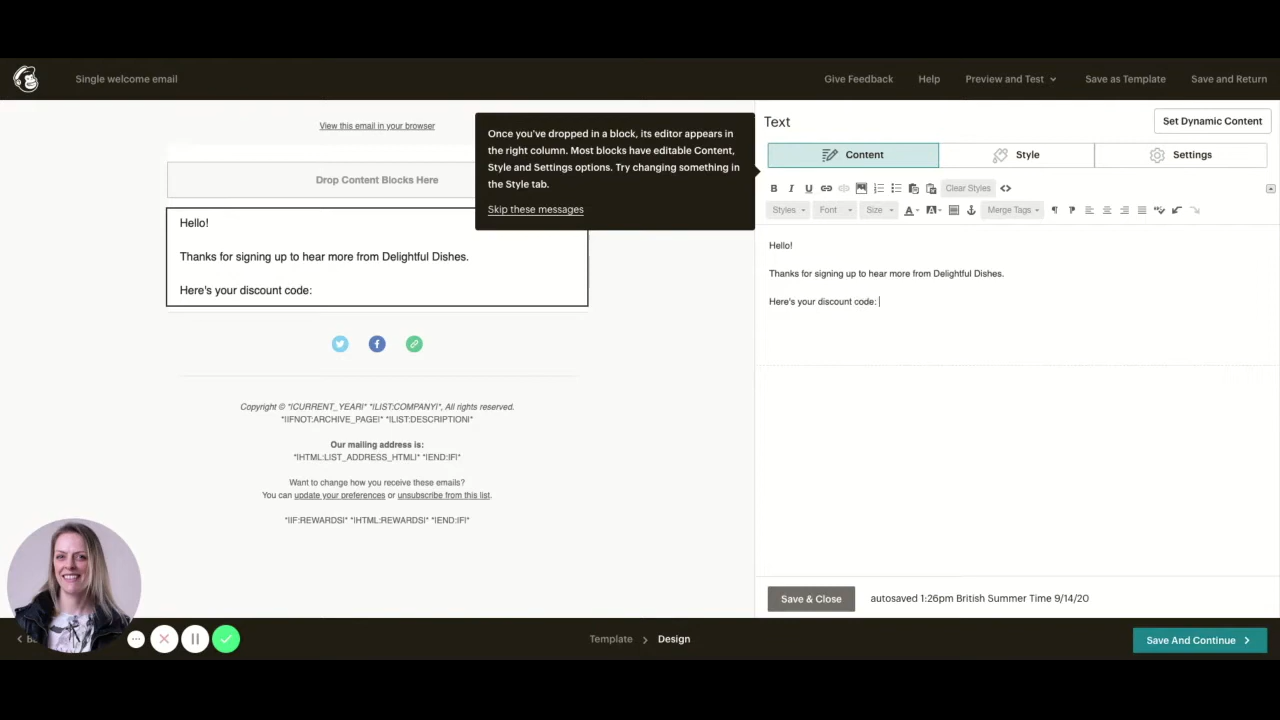 Single welcome email
Give Feedback
Help
Preview and Test
Save as Template
Save and Return
View this email in your browser
Drop Content Blocks Here
Hello!
Thanks for signing up to hear more from Delightful Dishes.
Here's your discount code:
Copyright © *|CURRENT_YEAR|* *|LIST:COMPANY|*, All rights reserved.
*|IFNOT:ARCHIVE_PAGE|* *|LIST:DESCRIPTION|*
Our mailing address is:
*|HTML:LIST_ADDRESS_HTML|* *|END:IF|*
Want to change how you receive these emails?
You can update your preferences or unsubscribe from this list.
*|IF:REWARDS|* *|HTML:REWARDS|* *|END:IF|*
Once you've dropped in a block, its editor appears in
the right column. Most blocks have editable Content,
Style and Settings options. Try changing something in
the Style tab.
Skip these messages
Text
Set Dynamic Content
Content
Style
Settings
B I U
Clear Styles
Styles
Font
Size
A
A
Merge Tags
Hello!
Thanks for signing up to hear more from Delightful Dishes.
Here's your discount code:
Save & Close
autosaved 1:26pm British Summer Time 9/14/20
Template
Design
Save And Continue